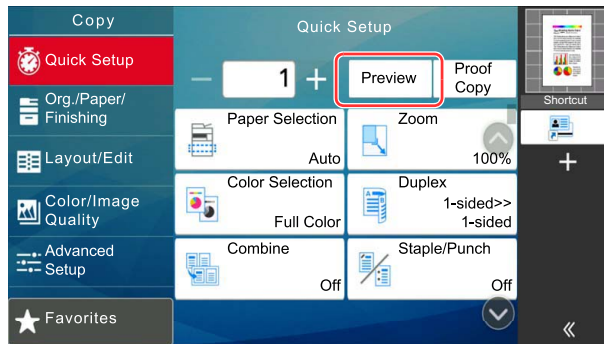 Copy
Quick Setup
Quick Setup
1
Preview
Proof
Copy
Org./Paper/
Finishing
Shortcut
Paper Selection
Auto
Zoom
100%
Layout/Edit
Color Selection
Full Color
Duplex
1-sided>>
1-sided
Color/Image
Quality
Advanced
Setup
Combine
Off
Staple/Punch
Off
Favorites